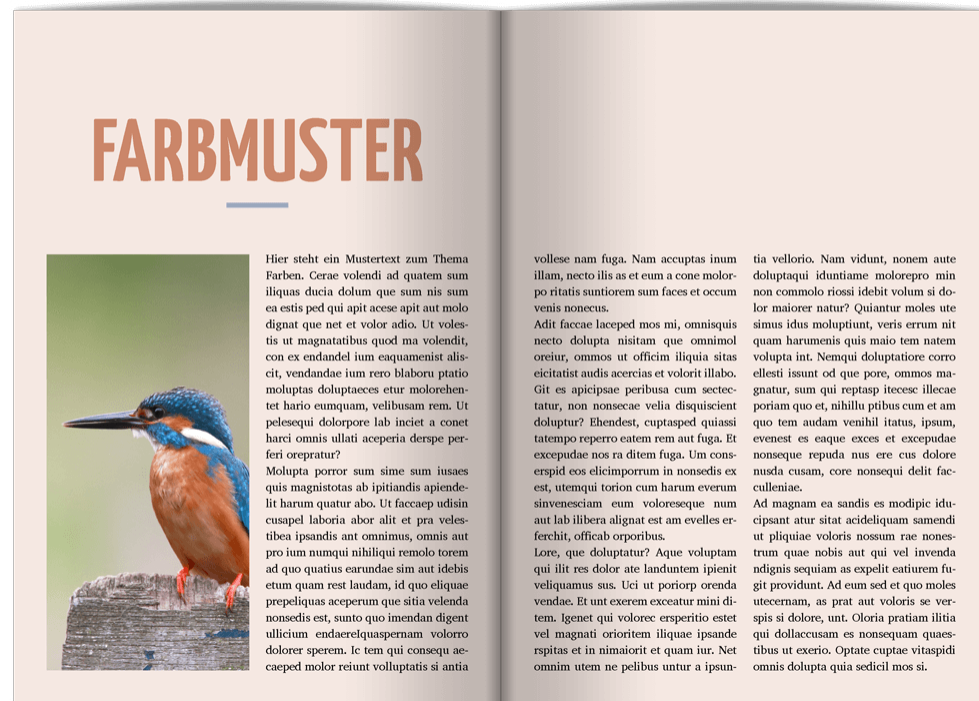 FARBMUSTER
Hier steht ein Mustertext zum Thema
Farben. Cerae volendi ad quatem sum
iliquas ducia dolum que sum nis sum
ea estis ped qui apit acese apit aut molo
dignat que net et volor adio. Ut voles-
tis ut magnatatibus quod ma volendit,
con ex endandel ium eaquamenist alis-
cit, vendandae ium rero blaboru ptatio
moluptas doluptaeces etur molorehen-
tet hario eumquam, velibusam rem. Ut
pelesequi dolorpore lab inciet a conet
harci omnis ullati aceperia derspe per-
feri orepratur?
Molupta porror sum sime sum iusaes
quis magnistotas ab ipitiandis apiende-
lit harum quatur abo. Ut faccaep udisin
cusapel laboria abor alit et pra veles-
tibea ipsandis ant omnimus, omnis aut
pro ium numqui nihiliqui remolo torem
ad quo quatius earundae sim aut idebis
etum quam rest laudam, id quo eliquae
prepeliquas aceperum que sitia velenda
nonsedis est, sunto quo imendan digent
ullicium endaereIquaspernam volorro
dolorer sperem. Ic tem qui consequ ae-
caeped molor reiunt volluptatis si antia
vollese nam fuga. Nam accuptas inum
illam, necto ilis as et eum a cone molor-
po ritatis suntiorem sum faces et occum
venis nonecus.
Adit faccae laceped mos mi, omnisquis
necto dolupta nisitam que omnimol
oreiur, ommos ut officim iliquia sitas
eicitatist audis acercias et volorit illabo.
Git es apicipsae peribusa cum sectec-
tatur, non nonsecae velia disquiscient
doluptur? Ehendest, cuptasped quiassi
tatempo reperro eatem rem aut fuga. Et
excepudae nos ra ditem fuga. Um cons-
erspid eos elicimporrum in nonsedis ex
est, utemqui torion cum harum everum
sinvenesciam eum voloreseque num
aut lab ilibera alignat est am evelles er-
ferchit, officab orporibus.
Lore, que doluptatur? Aque voluptam
qui ilit res dolor ate landuntem ipienit
veliquamus sus. Uci ut poriorp orenda
vendae. Et unt exerem exceatur mini di-
tem. Igenet qui volorec ersperitio estet
vel magnati orioritem iliquae ipsande
rspitas et in nimaiorit et quam iur. Net
omnim utem ne pelibus untur a ipsun-
tia vellorio. Nam vidunt, nonem aute
doluptaqui iduntiame molorepro min
non commolo riossi idebit volum si do-
lor maiorer natur? Quiantur moles ute
simus idus moluptiunt, veris errum nit
quam harumenis quis maio tem natem
volupta int. Nemqui doluptatiore corro
ellesti issunt od que pore, ommos ma-
gnatur, sum qui reptasp itecesc illecae
poriam quo et, nihillu ptibus cum et am
quo tem audam venihil itatus, ipsum,
evenest es eaque exces et excepudae
nonseque repuda nus ere cus dolore
nusda cusam, core nonsequi delit fac-
culleniae.
Ad magnam ea sandis es modipic idu-
cipsant atur sitat acideliquam samendi
ut pliquiae voloris nossum rae nones-
trum quae nobis aut qui vel invenda
ndignis sequiam as expelit eatiurem fu-
git providunt. Ad eum sed et quo moles
utecernam, as prat aut voloris se ver-
spis si dolore, unt. Oloria pratiam ilitia
qui dollaccusam es nonsequam quaes-
tibus ut exerio. Optate cuptae vitaspidi
omnis dolupta quia sedicil mos si.